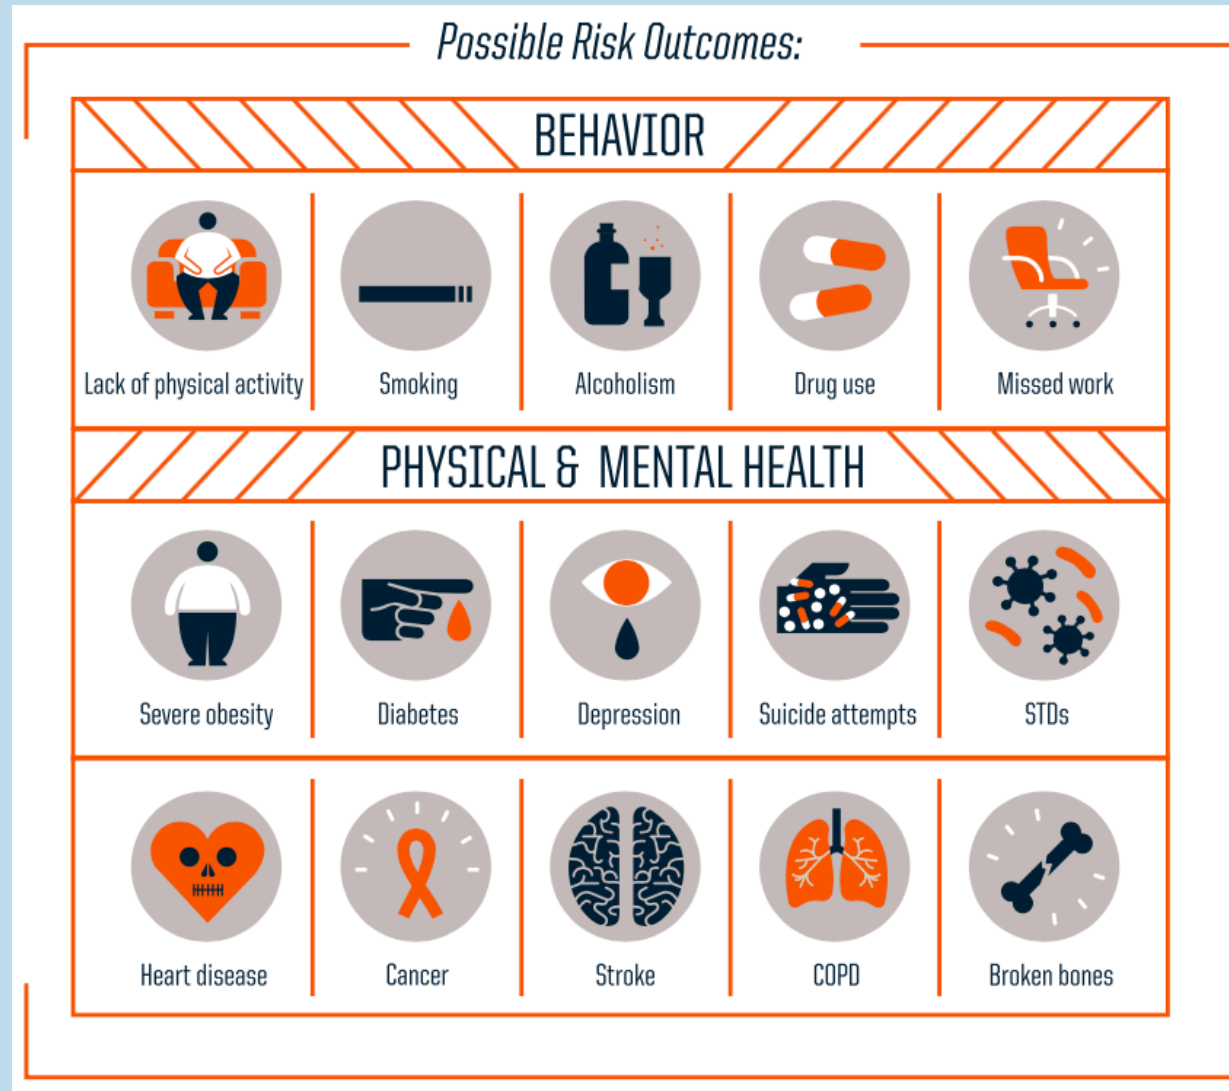 Possible Risk Outcomes:
BEHAVIOR
Lack of physical activity
Smoking
Alcoholism
Drug use
Missed work
PHYSICAL & MENTAL HEALTH
Severe obesity
Diabetes
Depression
Suicide attempts
STDs
Heart disease
Cancer
Stroke
COPD
Broken bones